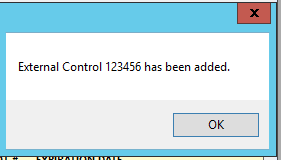 x
External Control 123456 has been added.
OK
EXPIRATION DATE